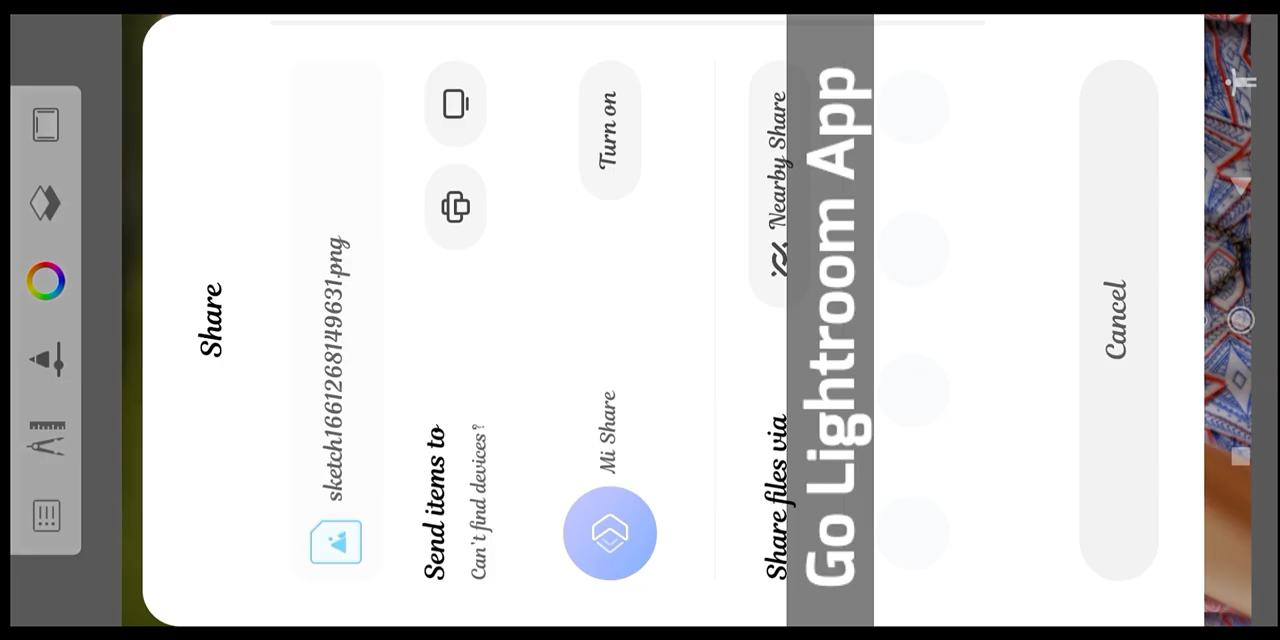 Share
sketch1661268149631.png
Send items to
Can't find devices?
Mi Share
Turn on
Share files via
Nearby Share
Go Lightroom App
Cancel